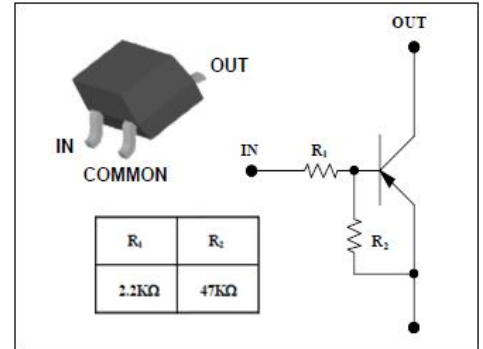 OUT
IN
COMMON
OUT
IN
R₁
R₂
R₁ R₂
2.2KΩ 47KΩ